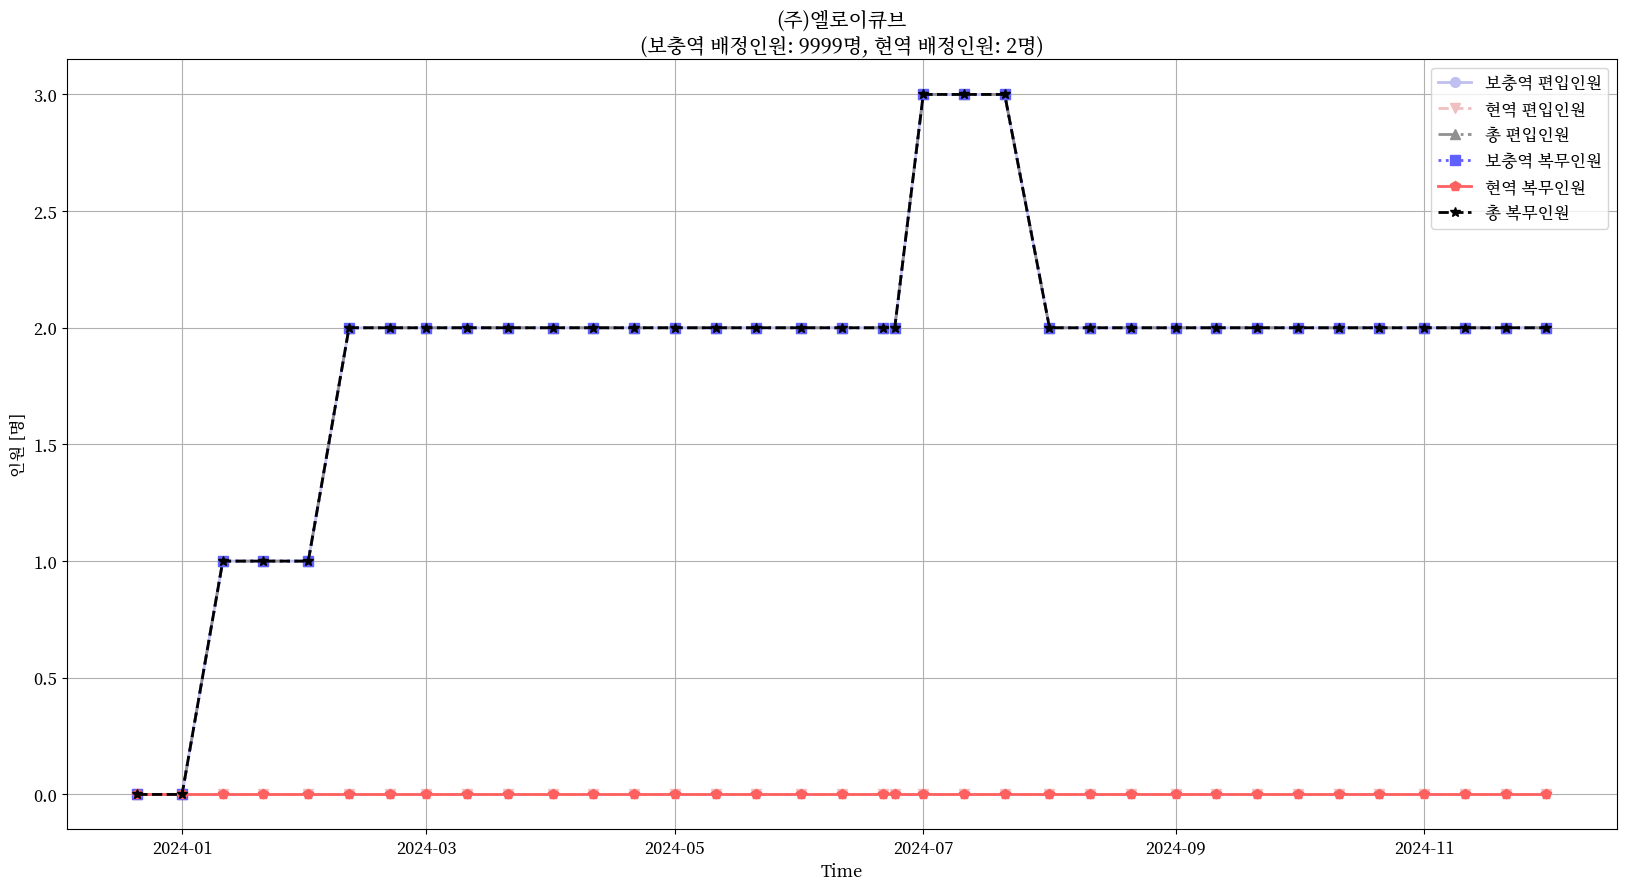 (주)엘로이큐브
(보충역 배정인원: 9999명, 현역 배정인원: 2명)
3.0
2.5
2.0
1.5
1.0
0.5
0.0
인원 [명]
보충역 편입인원
현역 편입인원
총 편입인원
보충역 복무인원
현역 복무인원
총 복무인원
2024-01
2024-03
2024-05
2024-07
2024-09
2024-11
Time